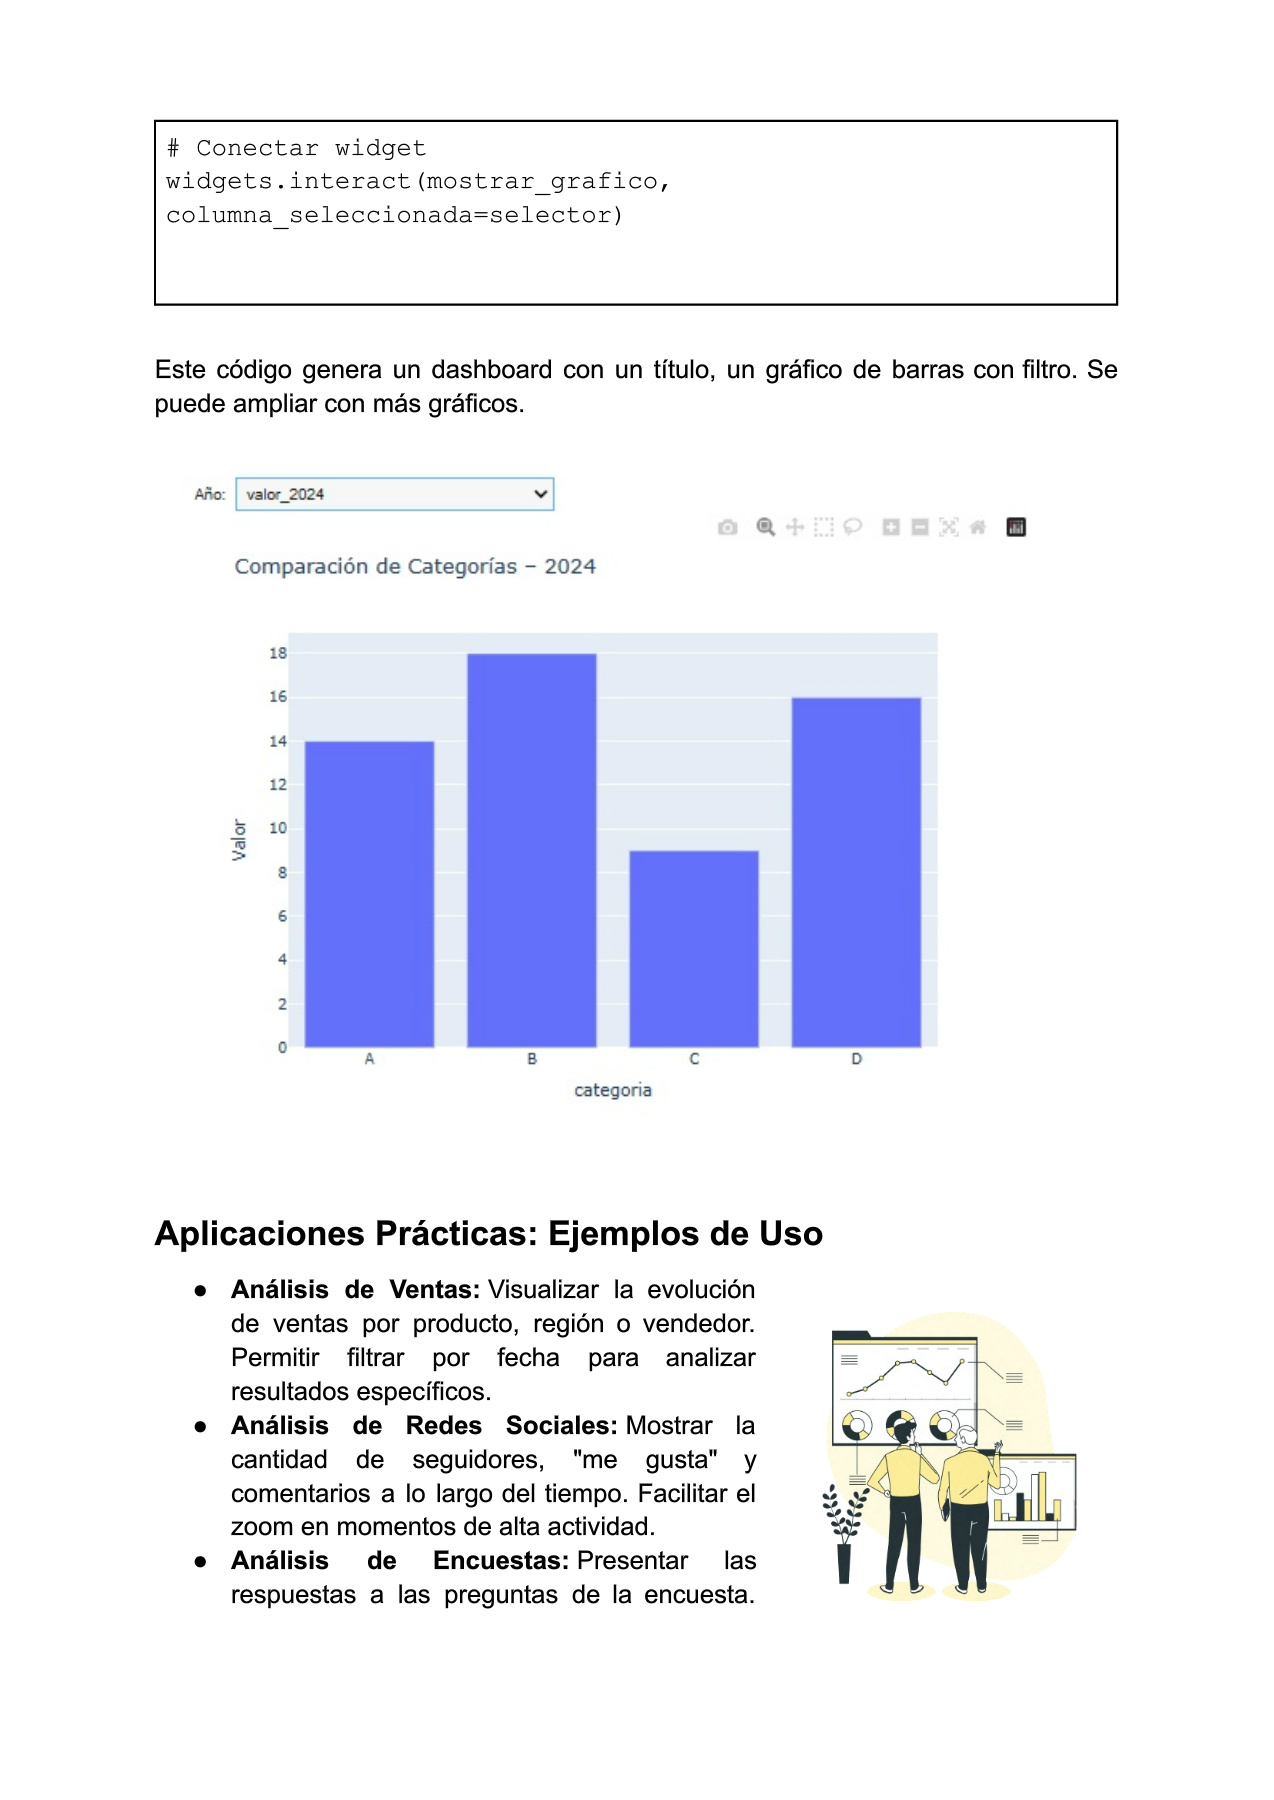 # Conectar widget
widgets.interact(mostrar_grafico,
columna_seleccionada=selector)
Este código genera un dashboard con un título, un gráfico de barras con filtro. Se
puede ampliar con más gráficos.
Año: valor_2024
Comparación de Categorías – 2024
18
16
14
12
10
8
6
4
2
0
Valor
A B C D
categoria
Aplicaciones Prácticas: Ejemplos de Uso
● Análisis de Ventas: Visualizar la evolución
de ventas por producto, región o vendedor.
Permitir filtrar por fecha para analizar
resultados específicos.
● Análisis de Redes Sociales: Mostrar la
cantidad de seguidores, "me gusta" y
comentarios a lo largo del tiempo. Facilitar el
zoom en momentos de alta actividad.
● Análisis de Encuestas: Presentar las
respuestas a las preguntas de la encuesta.